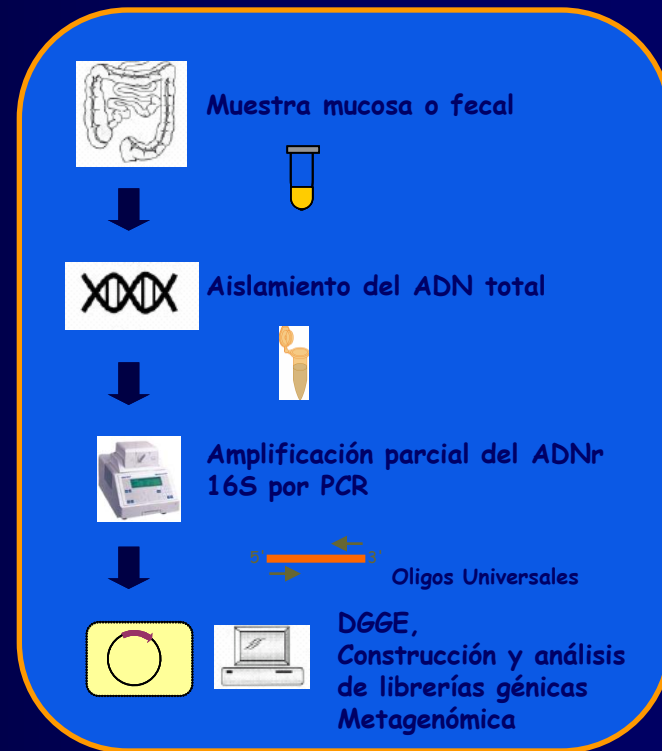 Muestra mucosa o fecal
Aislamiento del ADN total
Amplificación parcial del ADNr
16S por PCR
5' 3'
Oligos Universales
DGGE,
Construcción y análisis
de librerías génicas
Metagenómica